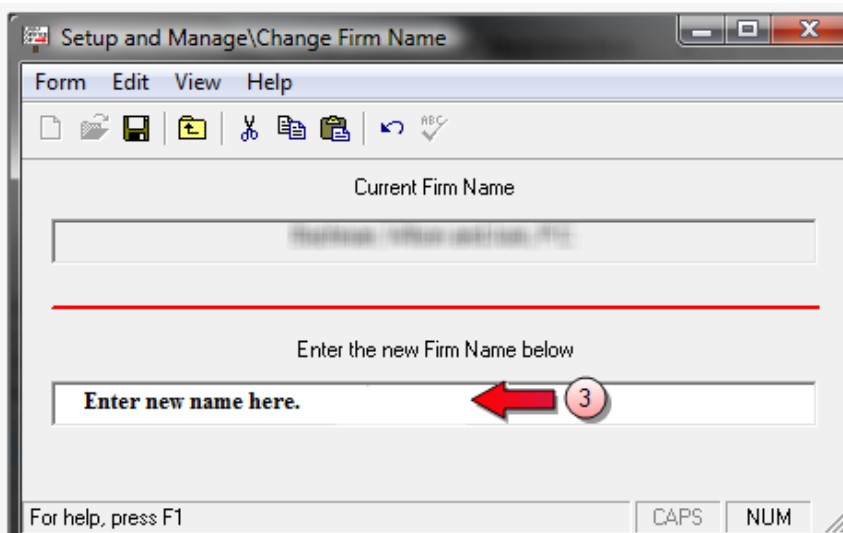 Setup and Manage\Change Firm Name
Form Edit View Help
ABC
Current Firm Name
Enter the new Firm Name below
Enter new name here.
3
For help, press F1 CAPS NUM